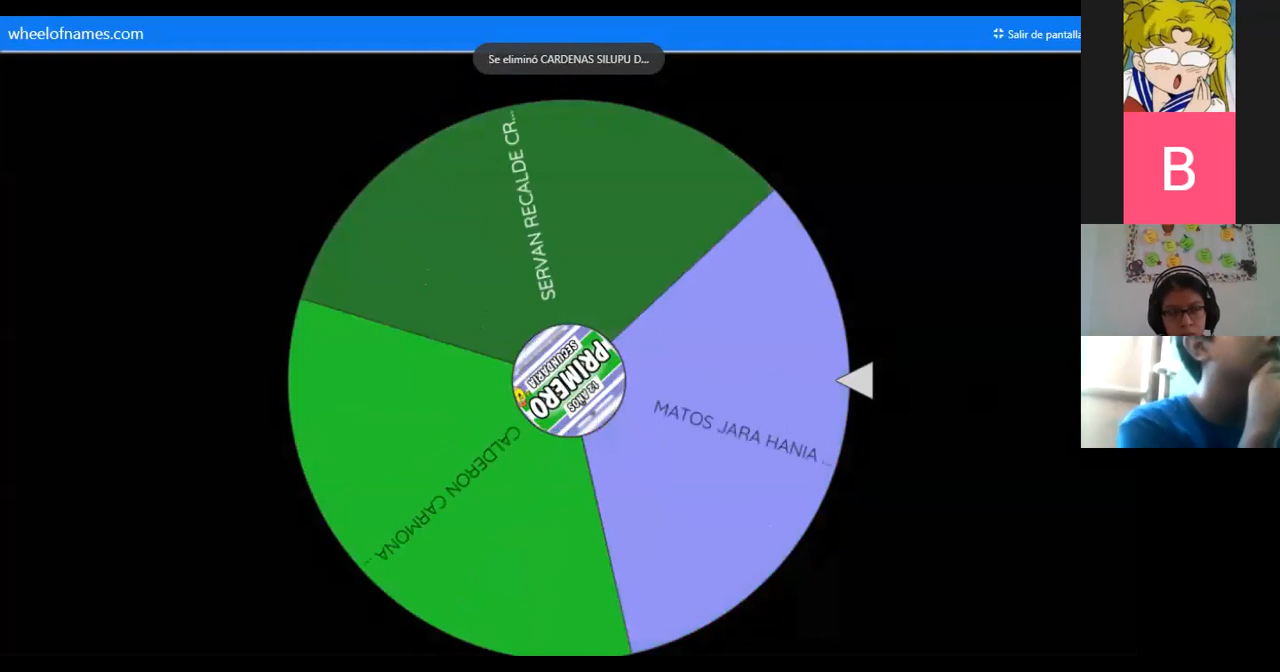 wheelofnames.com
Salir de pantalla
Se eliminó CARDENAS SILUPU D...
SERVAN RECALDE CR...
MATOS JARA HANIA ...
CALDERON CARMONA ...
PRIMERO
SECUNDARIA
B